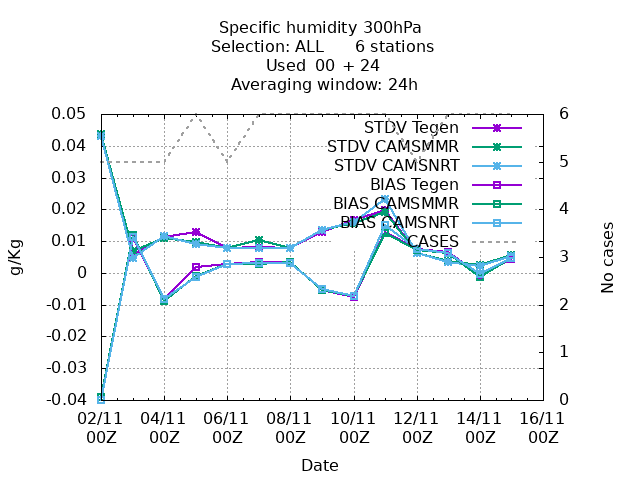 Specific humidity 300hPa
Selection: ALL 6 stations
Used 00 + 24
Averaging window: 24h
0.05 6
STDV Tegen
0.04
STDV CAMSMMR
0.03 5
STDV CAMSNRT
BIAS Tegen
0.02 4
BIAS CAMSMMR
BIAS CAMSNRT
0.01 3
CASES
0
-0.01 2
-0.02
1
-0.03
-0.04 0
g/Kg
No cases
02/11 04/11 06/11 08/11 10/11 12/11 14/11 16/11
00Z 00Z 00Z 00Z 00Z 00Z 00Z 00Z
Date